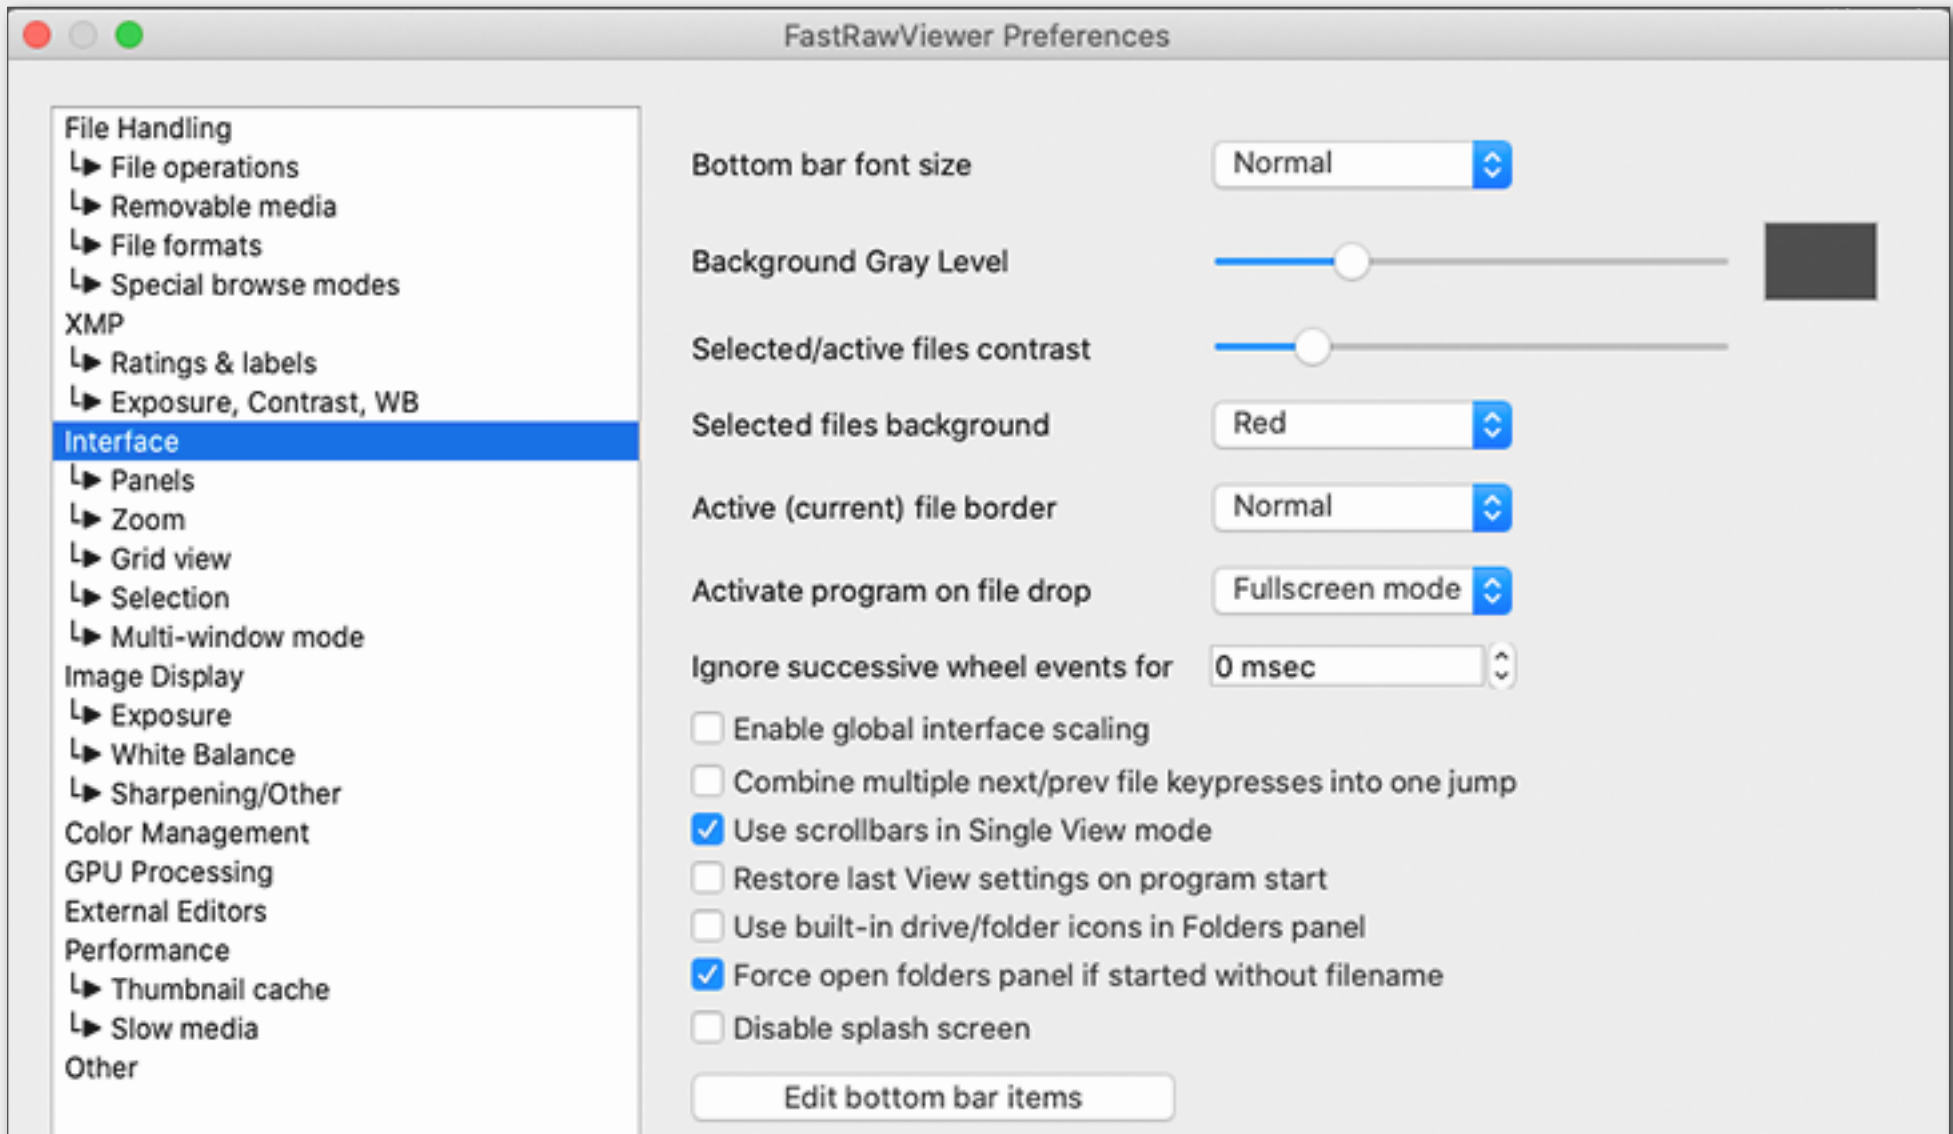 FastRawViewer Preferences
File Handling
File operations
Removable media
File formats
Special browse modes
XMP
Ratings & labels
Exposure, Contrast, WB
Interface
Panels
Zoom
Grid view
Selection
Multi-window mode
Image Display
Exposure
White Balance
Sharpening/Other
Color Management
GPU Processing
External Editors
Performance
Thumbnail cache
Slow media
Other
Bottom bar font size Normal
Background Gray Level
Selected/active files contrast
Selected files background Red
Active (current) file border Normal
Activate program on file drop Fullscreen mode
Ignore successive wheel events for 0 msec
Enable global interface scaling
Combine multiple next/prev file keypresses into one jump
Use scrollbars in Single View mode
Restore last View settings on program start
Use built-in drive/folder icons in Folders panel
Force open folders panel if started without filename
Disable splash screen
Edit bottom bar items